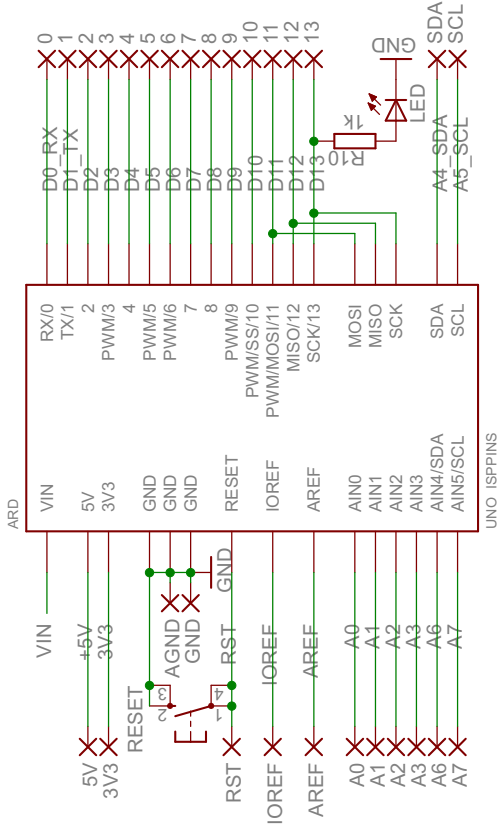 0
1
2
3
4
5
6
7
8
9
10
11
12
13
SDA
SCL
GND
D0_RX
D1_TX
D2
D3
D4
D5
D6
D7
D8
D9
D10
D11
D12
D13
R10
1k
LED
A4_SDA
A5_SCL
RX/0
TX/1
2
PWM/3
4
PWM/5
PWM/6
7
8
PWM/9
PWM/SS/10
PWM/MOSI/11
MISO/12
SCK/13
MOSI
MISO
SCK
SDA
SCL
ARD
VIN
5V
3V3
GND
GND
GND
RESET
IOREF
AREF
AIN0
AIN1
AIN2
AIN3
AIN4/SDA
AIN5/SCL
UNO ISPPINS
VIN
+5V
3V3
AGND
GND
GND
RST
IOREF
AREF
A0
A1
A2
A3
A6
A7
RESET
3
4
2
1
5V
3V3
RST
IOREF
AREF
A0
A1
A2
A3
A6
A7